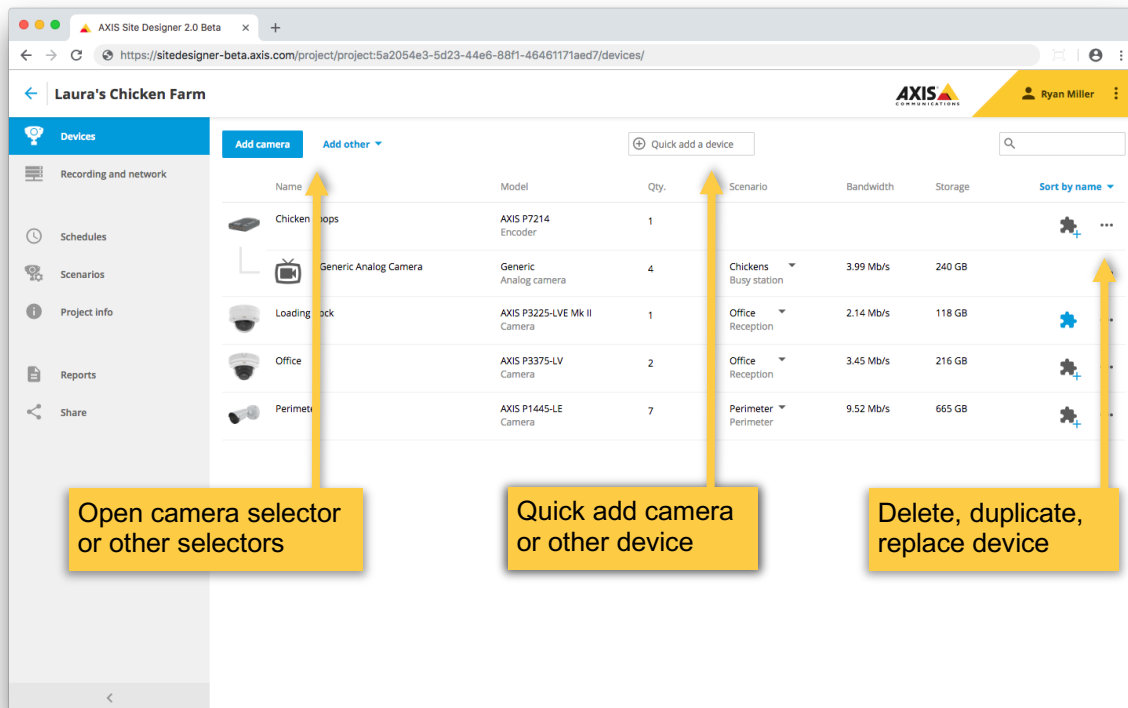 AXIS Site Designer 2.0 Beta
https://sitedesigner-beta.axis.com/project/project:5a2054e3-5d23-44e6-88f1-46461171aed7/devices/
Laura's Chicken Farm
AXIS
COMMUNICATIONS
Ryan Miller
Devices
Recording and network
Schedules
Scenarios
Project info
Reports
Share
Add camera Add other
Quick add a device
Name Model Qty. Scenario Bandwidth Storage Sort by name
Chicken AXIS P7214 1
Encoder
Generic Analog Camera Generic 4 Chickens 3.99 Mb/s 240 GB
Analog camera Busy station
Loading AXIS P3225-LVE Mk II 1 Office 2.14 Mb/s 118 GB
Camera Reception
Office AXIS P3375-LV 2 Office 3.45 Mb/s 216 GB
Camera Reception
Perimeter AXIS P1445-LE 7 Perimeter 9.52 Mb/s 665 GB
Camera Perimeter
Open camera selector
or other selectors
Quick add camera
or other device
Delete, duplicate,
replace device